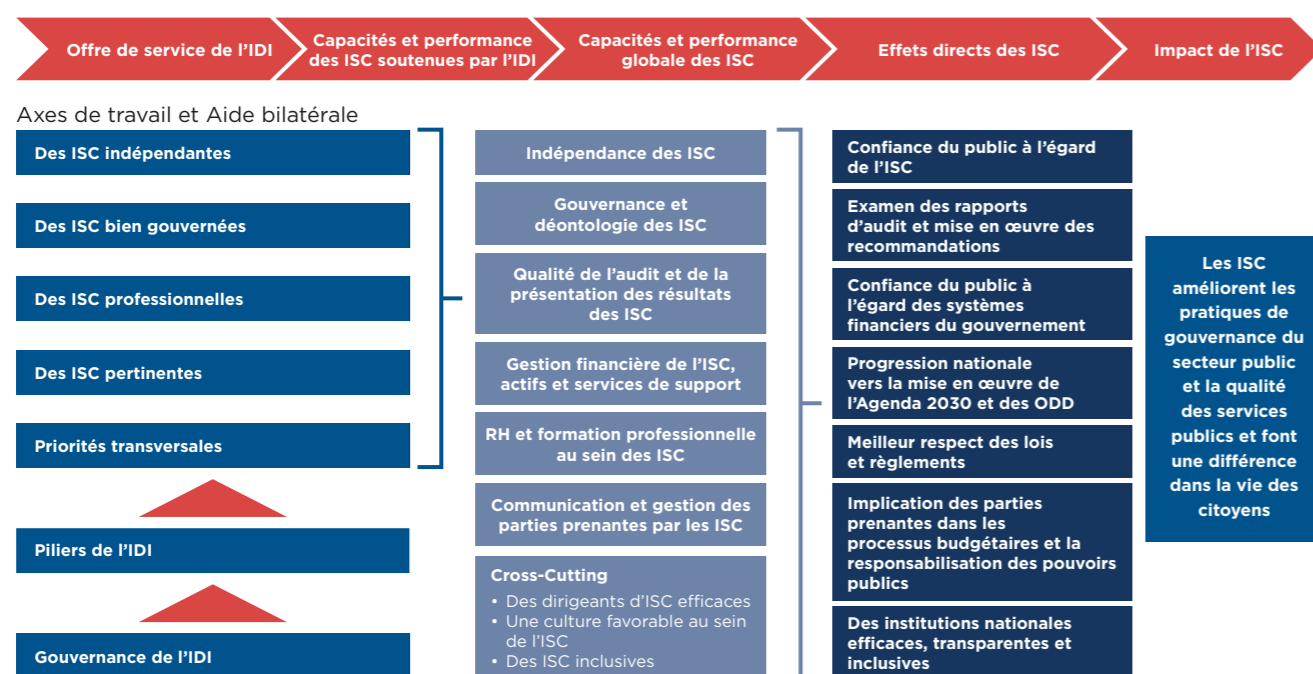 Offre de service de l'IDI
Capacités et performance
des ISC soutenues par l'IDI
Capacités et performance
globale des ISC
Effets directs des ISC
Impact de l'ISC
Axes de travail et Aide bilatérale
Des ISC indépendantes
Des ISC bien gouvernées
Des ISC professionnelles
Des ISC pertinentes
Priorités transversales
Piliers de l'IDI
Gouvernance de l'IDI
Indépendance des ISC
Gouvernance et
déontologie des ISC
Qualité de l'audit et de la
présentation des résultats
des ISC
Gestion financière de l'ISC,
actifs et services de support
RH et formation professionnelle
au sein des ISC
Communication et gestion des
parties prenantes par les ISC
Cross-Cutting
• Des dirigeants d'ISC efficaces
• Une culture favorable au sein
de l'ISC
• Des ISC inclusives
Confiance du public à l'égard
de l'ISC
Examen des rapports
d'audit et mise en œuvre des
recommandations
Confiance du public à
l'égard des systèmes
financiers du gouvernement
Progression nationale
vers la mise en œuvre de
l'Agenda 2030 et des ODD
Meilleur respect des lois
et règlements
Implication des parties
prenantes dans les
processus budgétaires et la
responsabilisation des pouvoirs
publics
Des institutions nationales
efficaces, transparentes et
inclusives
Les ISC
améliorent les
pratiques de
gouvernance du
secteur public
et la qualité
des services
publics et font
une différence
dans la vie des
citoyens